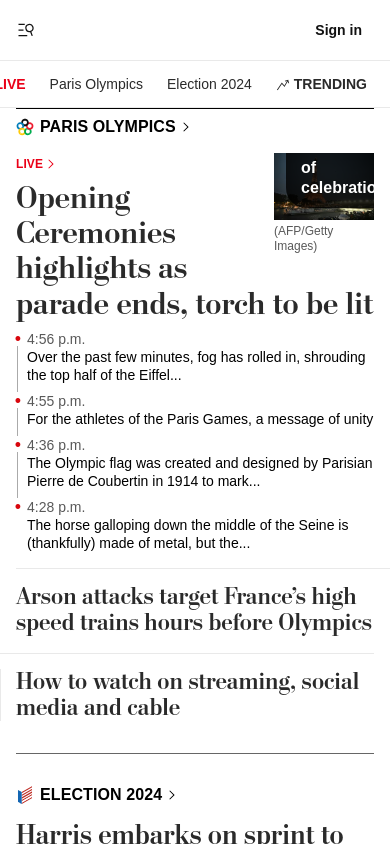 Sign in
LIVE
Paris Olympics
Election 2024
TRENDING
PARIS OLYMPICS
LIVE
of
celebratio
(AFP/Getty
Images)
Opening
Ceremonies
highlights as
parade ends, torch to be lit
4:56 p.m.
Over the past few minutes, fog has rolled in, shrouding
the top half of the Eiffel...
4:55 p.m.
For the athletes of the Paris Games, a message of unity
4:36 p.m.
The Olympic flag was created and designed by Parisian
Pierre de Coubertin in 1914 to mark...
4:28 p.m.
The horse galloping down the middle of the Seine is
(thankfully) made of metal, but the...
Arson attacks target France’s high
speed trains hours before Olympics
How to watch on streaming, social
media and cable
ELECTION 2024
Harris embarks on sprint to